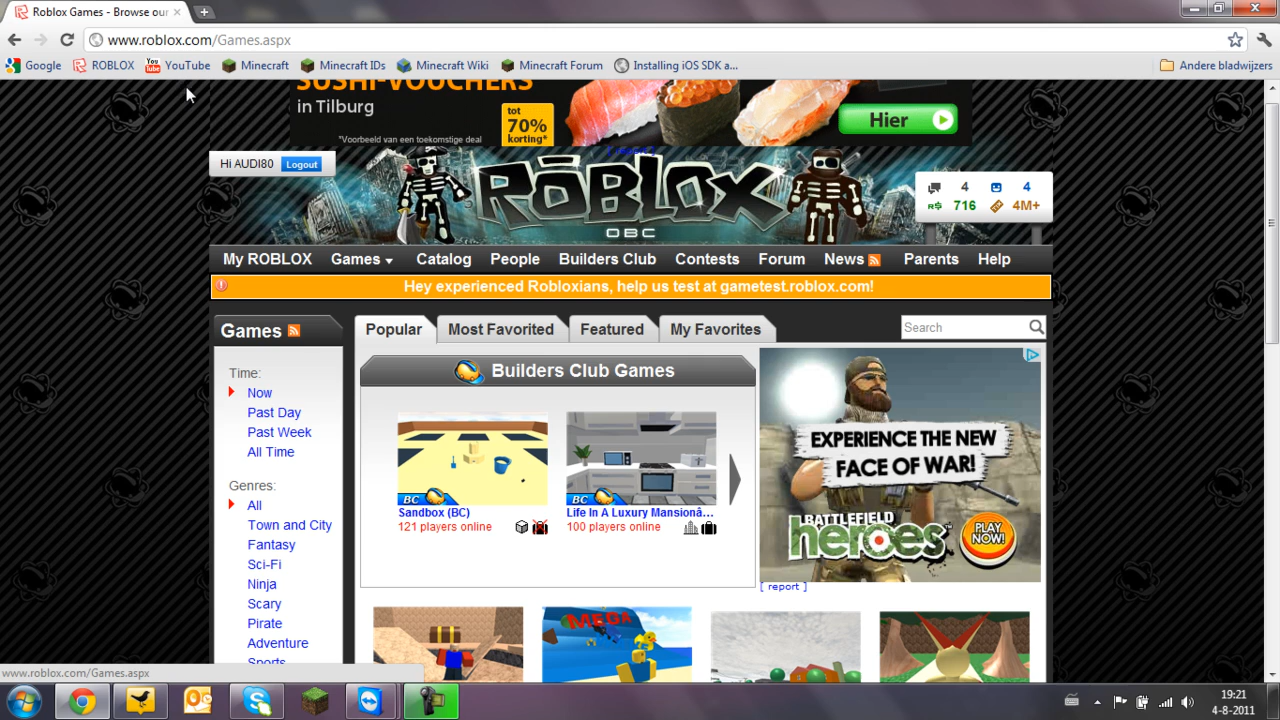 Roblox Games - Browse our
www.roblox.com/Games.aspx
Google ROBLOX YouTube Minecraft Minecraft IDs Minecraft Wiki Minecraft Forum Installing iOS SDK a... Andere bladwijzers
SUSHI-VOUCHERS
in Tilburg
tot
70%
korting*
Hier
*Voorbeeld van een toekomstige deal
Hi AUDI80 Logout
ROBLOX
OBC
4 4
R$ 716 4M+
My ROBLOX Games Catalog People Builders Club Contests Forum News Parents Help
Hey experienced Robloxians, help us test at gametest.roblox.com!
Games
Popular Most Favorited Featured My Favorites Search
Time:
Now
Past Day
Past Week
All Time
Genres:
All
Town and City
Fantasy
Sci-Fi
Ninja
Scary
Pirate
Adventure
Sports
Builders Club Games
BC BC
Sandbox (BC) Life In A Luxury Mansionâ...
121 players online 100 players online
EXPERIENCE THE NEW
FACE OF WAR!
BATTLEFIELD
heroes
PLAY
NOW!
[ report ]
MEGA
www.roblox.com/Games.aspx
19:21
4-8-2011